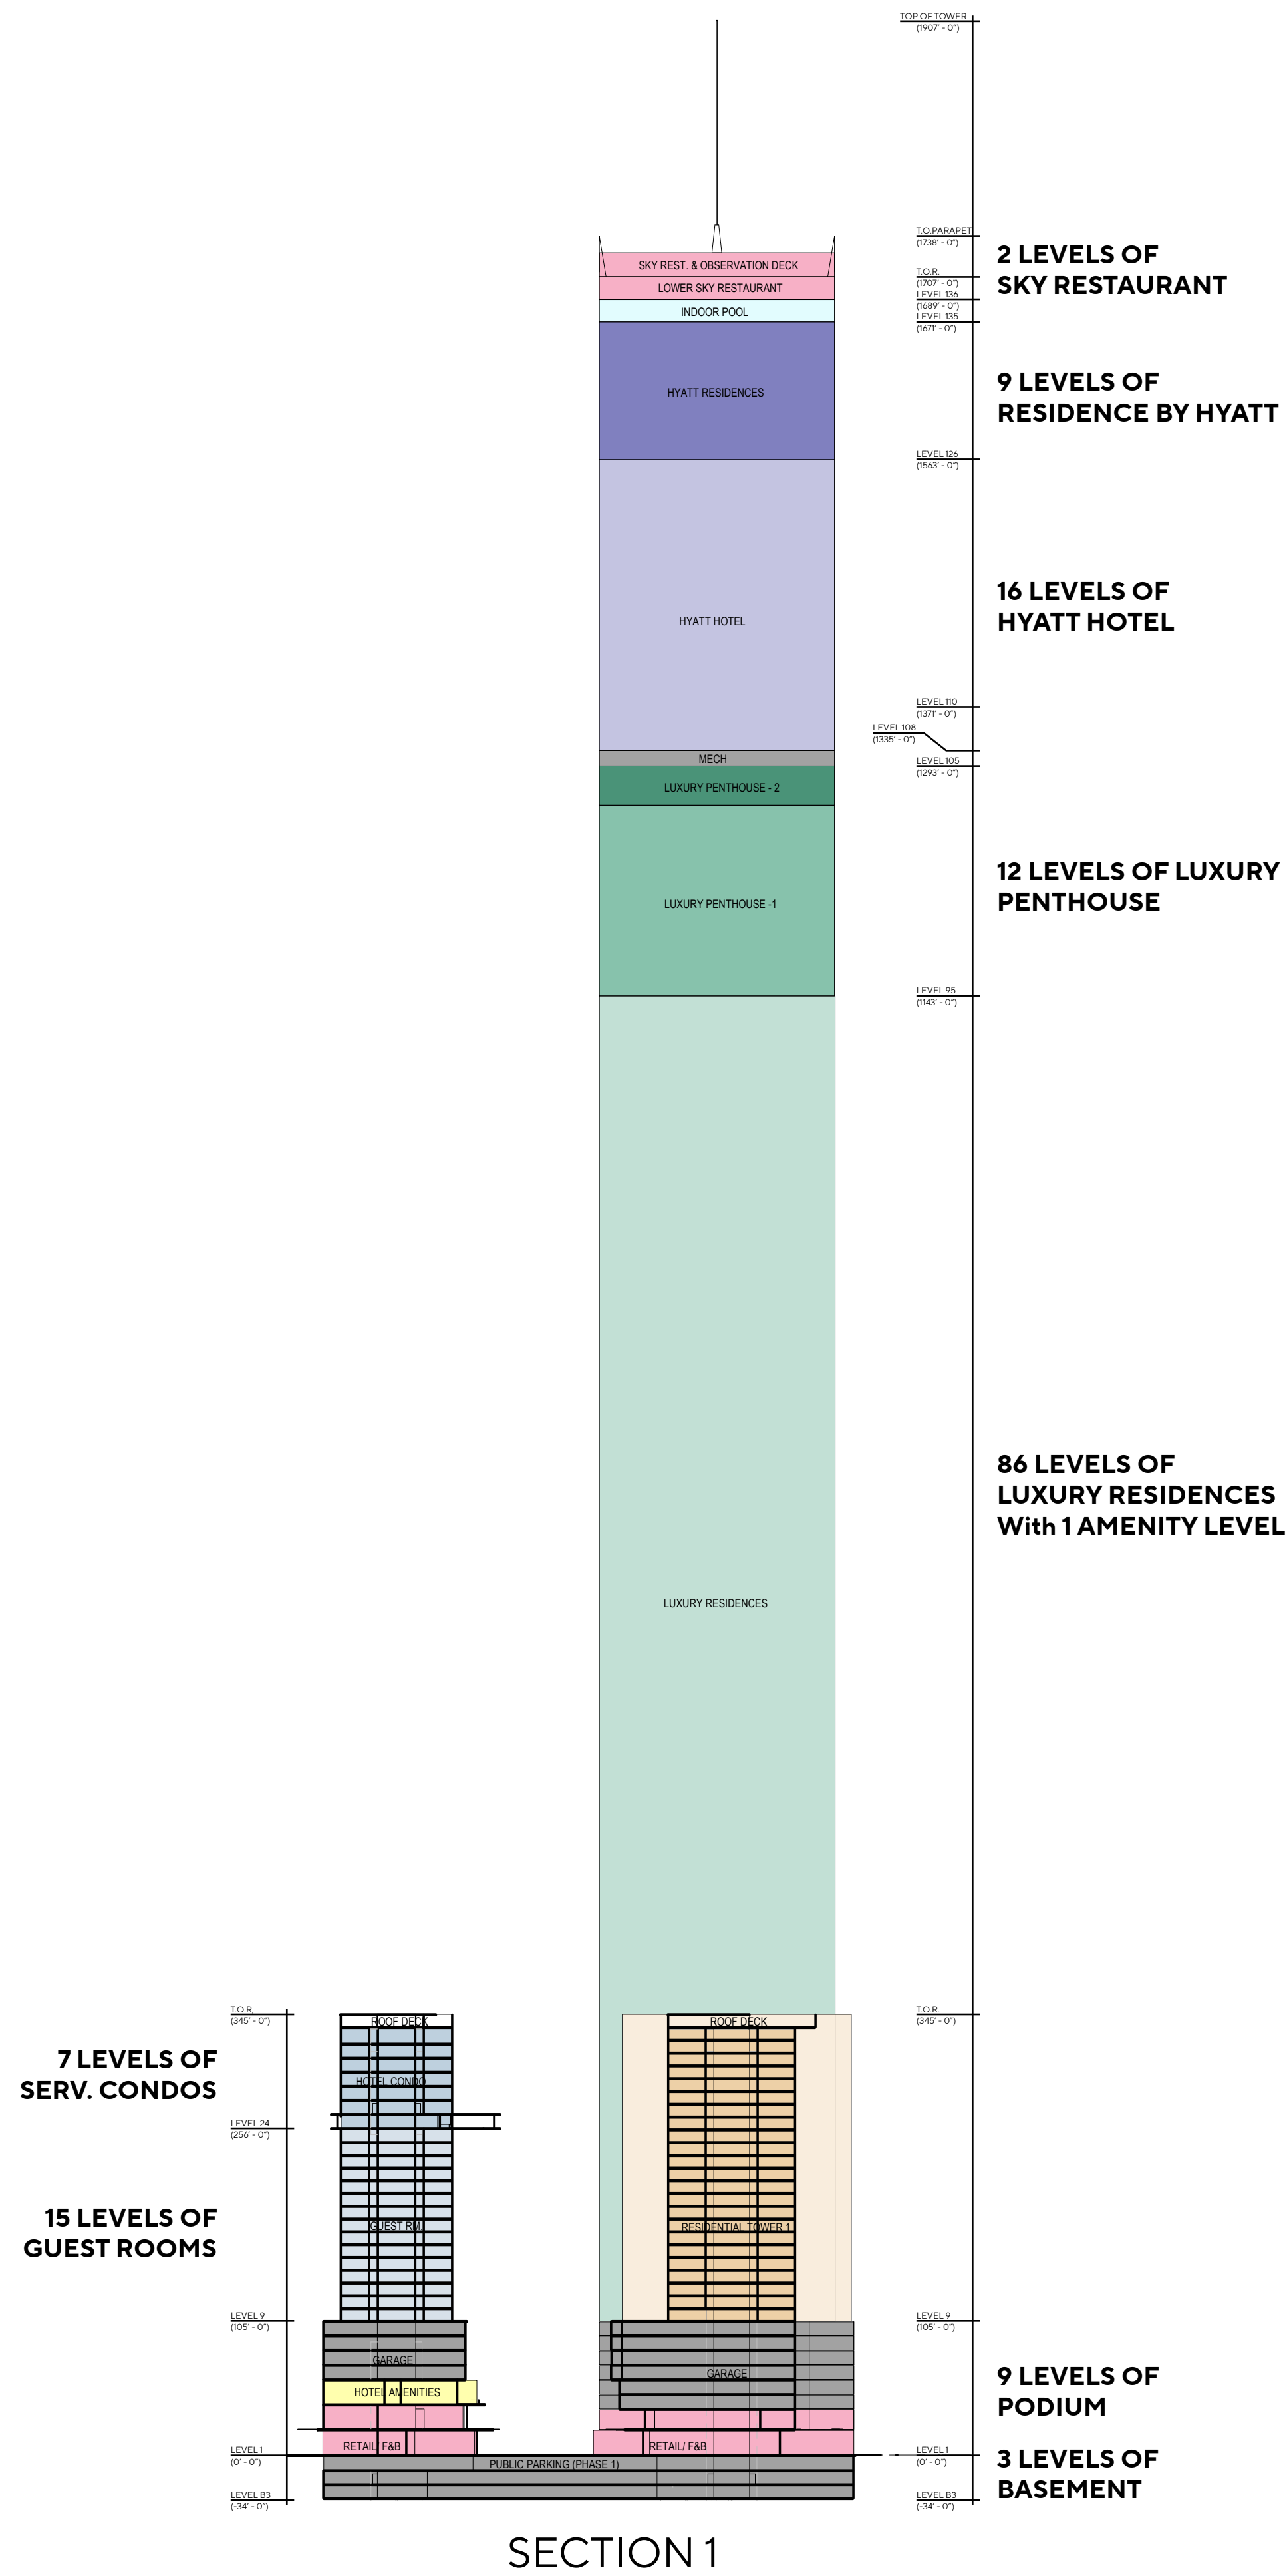 TOP OF TOWER
(1907' - 0")
T.O.PARAPET
(1738' - 0")
2 LEVELS OF
SKY RESTAURANT
SKY REST. & OBSERVATION DECK
T.O.R.
(1707' - 0")
LOWER SKY RESTAURANT
LEVEL 136
(1689' - 0")
INDOOR POOL
LEVEL 135
(1671' - 0")
HYATT RESIDENCES
9 LEVELS OF
RESIDENCE BY HYATT
LEVEL 126
(1563' - 0")
HYATT HOTEL
16 LEVELS OF
HYATT HOTEL
LEVEL 110
(1371' - 0")
LEVEL 108
(1335' - 0")
MECH
LEVEL 105
(1293' - 0")
LUXURY PENTHOUSE - 2
12 LEVELS OF LUXURY
PENTHOUSE
LUXURY PENTHOUSE -1
LEVEL 95
(1143' - 0")
86 LEVELS OF
LUXURY RESIDENCES
With 1 AMENITY LEVEL
LUXURY RESIDENCES
T.O.R.
(345' - 0")
ROOF DECK
ROOF DECK
T.O.R.
(345' - 0")
7 LEVELS OF
SERV. CONDOS
HOTEL CONDO
LEVEL 24
(256' - 0")
15 LEVELS OF
GUEST ROOMS
GUEST RM.
RESIDENTIAL TOWER 1
LEVEL 9
(105' - 0")
LEVEL 9
(105' - 0")
GARAGE
GARAGE
9 LEVELS OF
PODIUM
HOTEL AMENITIES
RETAIL/ F&B
RETAIL/ F&B
LEVEL 1
(0' - 0")
LEVEL 1
(0' - 0")
PUBLIC PARKING (PHASE 1)
3 LEVELS OF
BASEMENT
LEVEL B3
(-34' - 0")
LEVEL B3
(-34' - 0")
SECTION 1